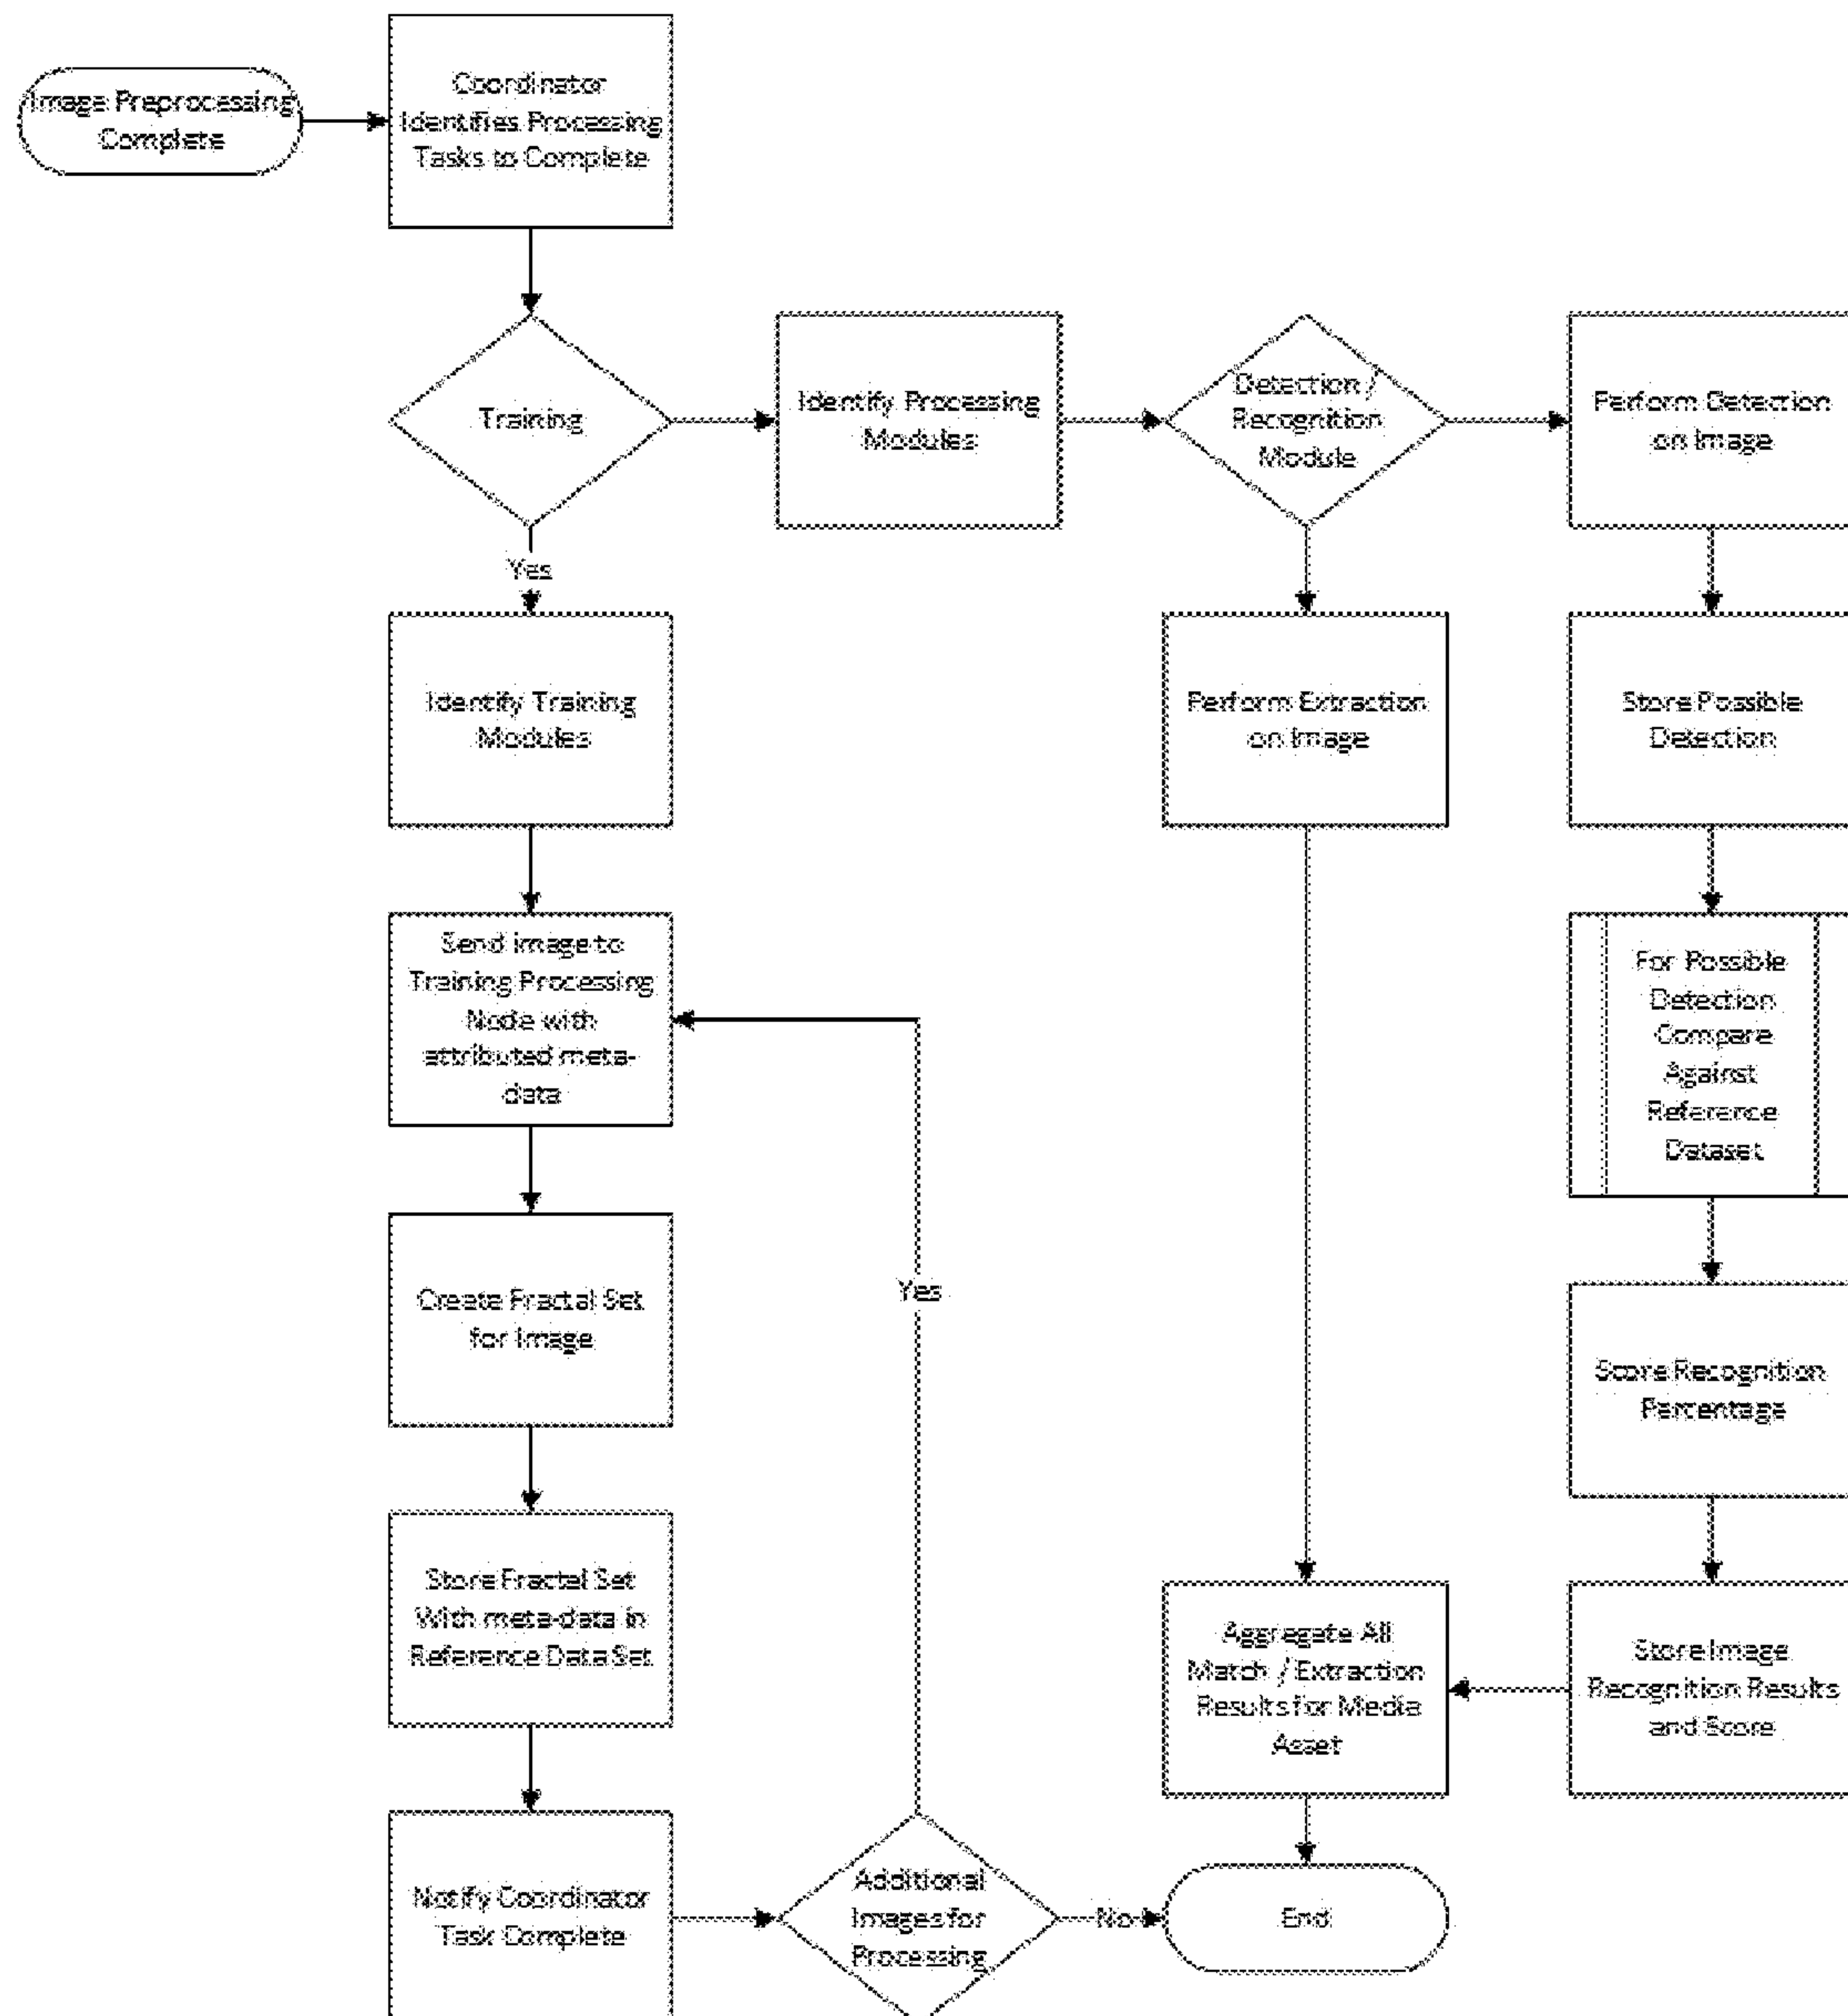 Image Preprocessing
Complete
Coordinator
Identifies Processing
Tasks to Complete
Training
Identify Processing
Modules
Detection /
Recognition
Module
Perform Detection
on Image
Yes
Identify Training
Modules
Perform Extraction
on Image
Store Possible
Detection
Send image to
Training Processing
Node with
attributed meta-
data
For Possible
Detection
Compare
Against
Reference
Dataset
Create Fractal Set
for Image
Yes
Score Recognition
Percentage
Store Fractal Set
With meta-data in
Reference Data Set
Aggregate All
Match / Extraction
Results for Media
Asset
Store Image
Recognition Results
and Score
Notify Coordinator
Task Complete
Additional
Images for
Processing
No
End